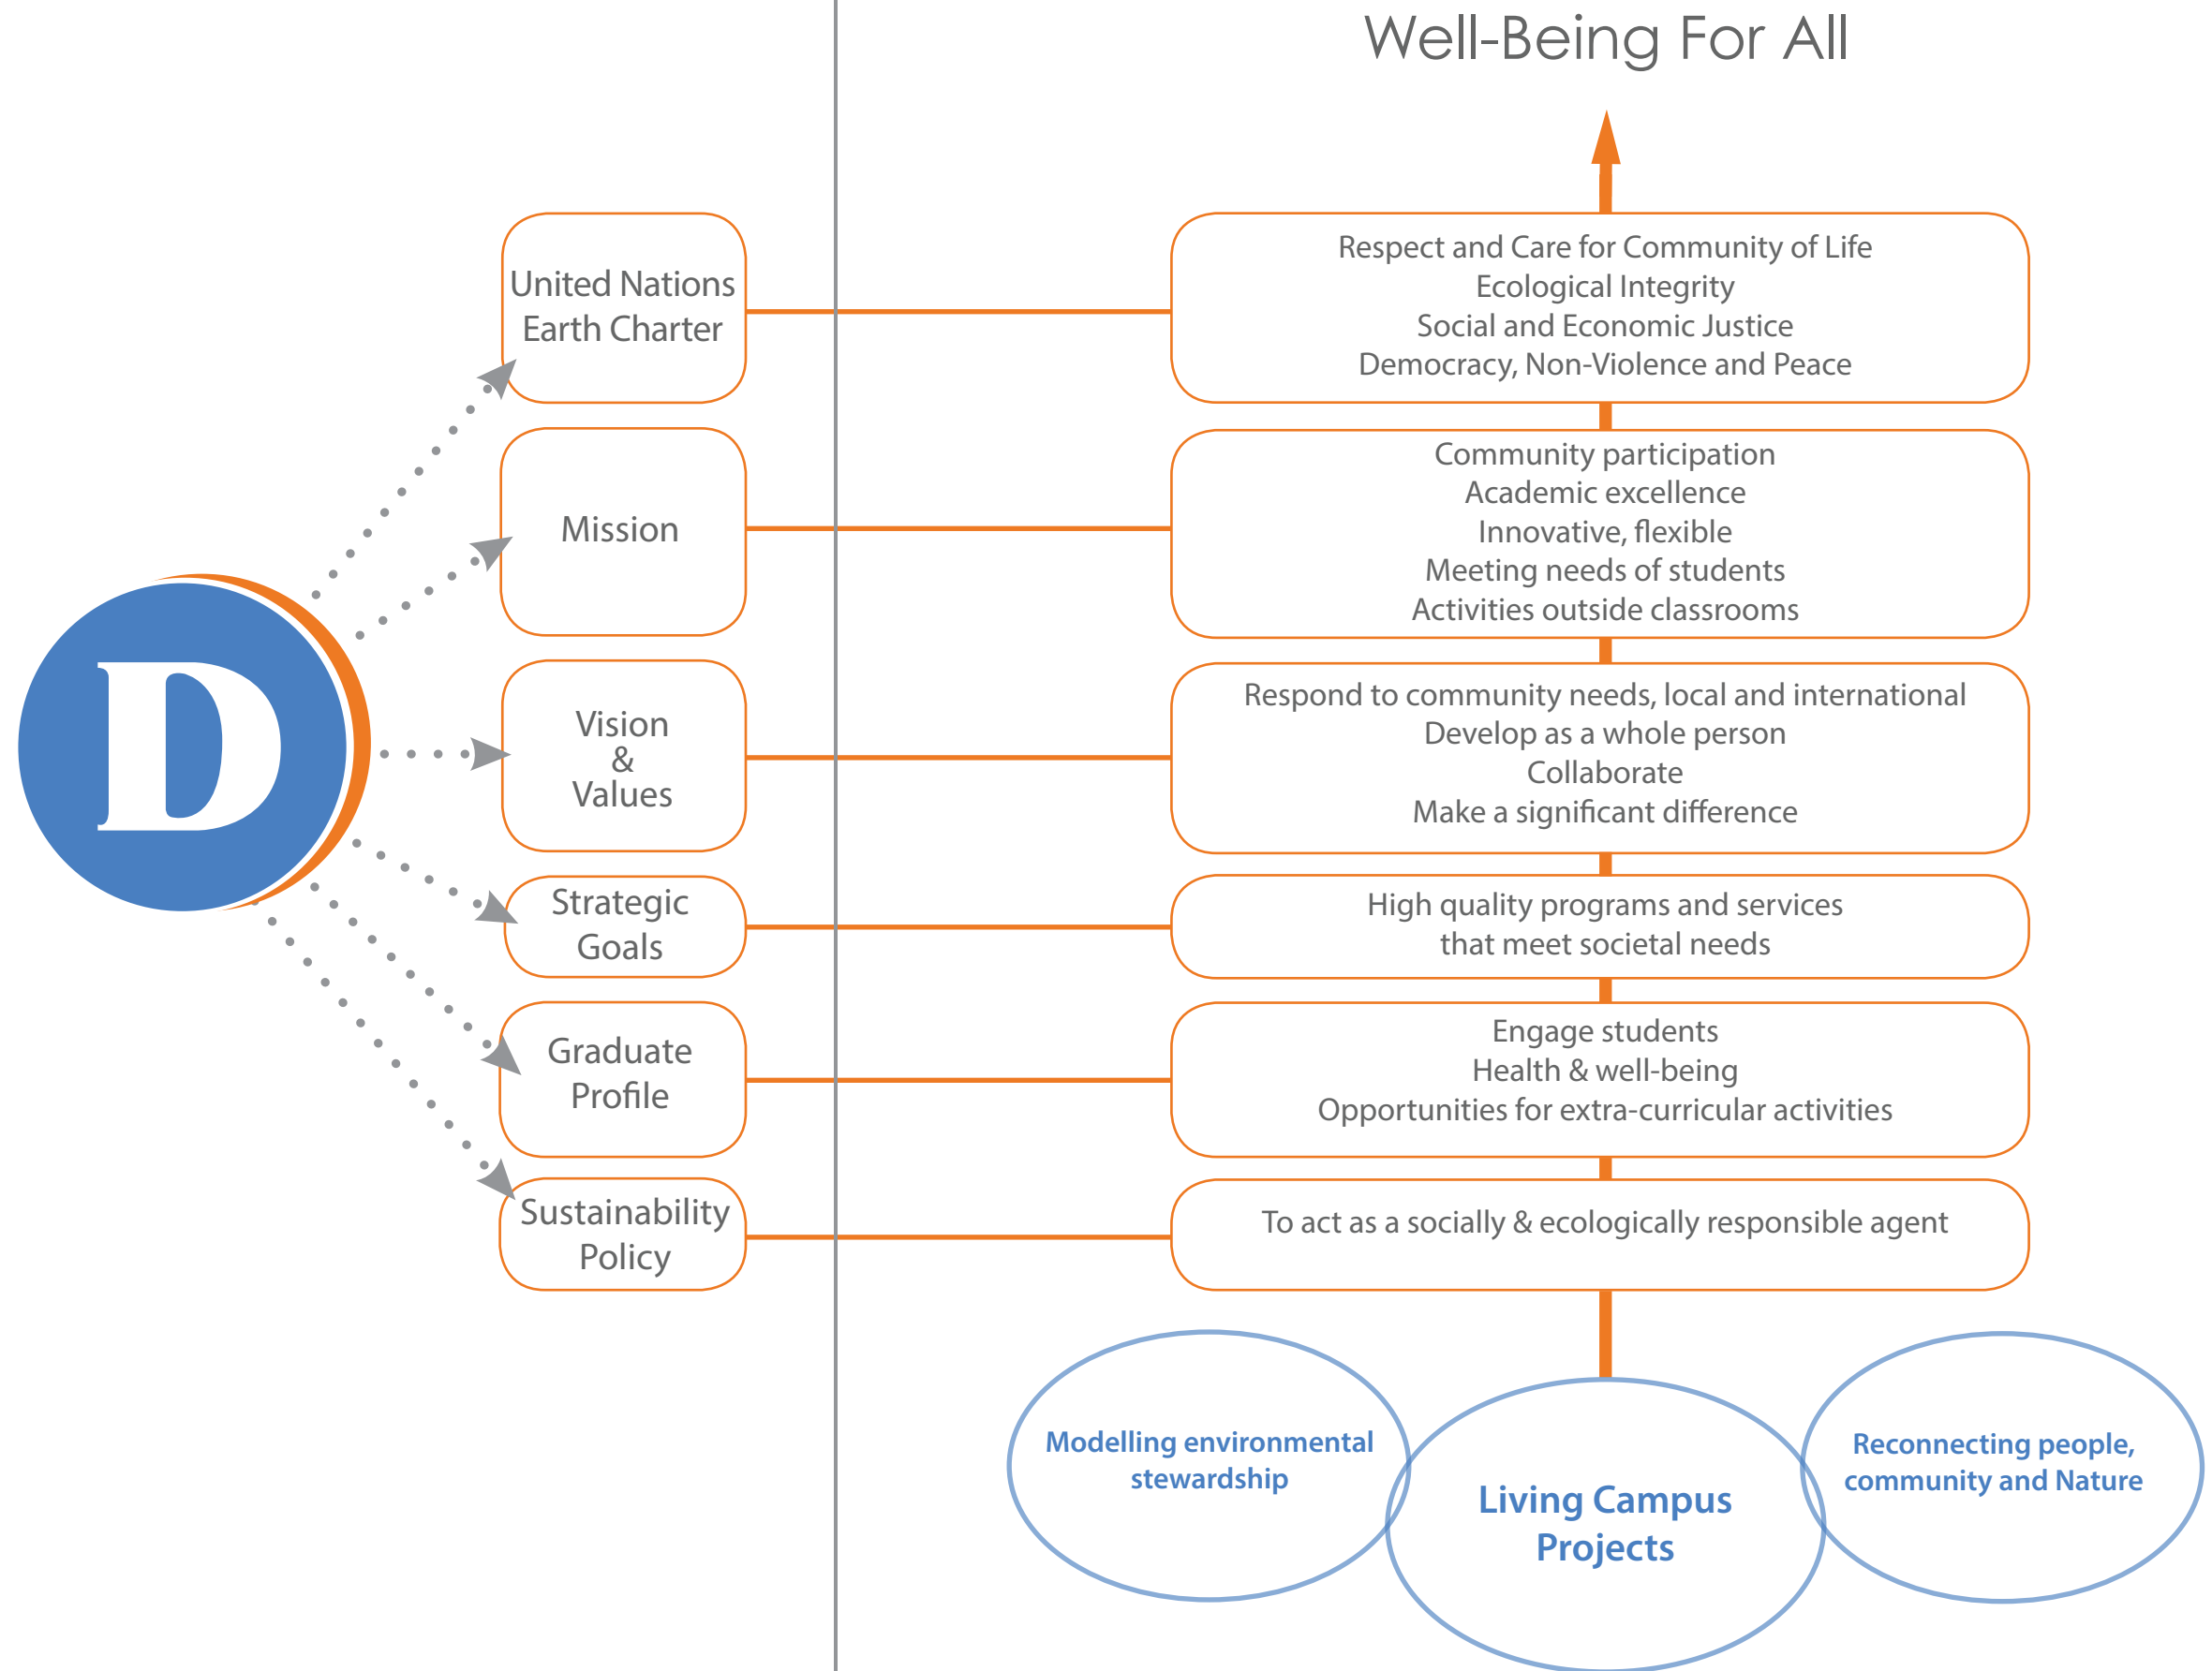 Well-Being For All
United Nations
Earth Charter
Respect and Care for Community of Life
Ecological Integrity
Social and Economic Justice
Democracy, Non-Violence and Peace
Mission
Community participation
Academic excellence
Innovative, flexible
Meeting needs of students
Activities outside classrooms
D
Vision
&
Values
Respond to community needs, local and international
Develop as a whole person
Collaborate
Make a significant difference
Strategic
Goals
High quality programs and services
that meet societal needs
Graduate
Profile
Engage students
Health & well-being
Opportunities for extra-curricular activities
Sustainability
Policy
To act as a socially & ecologically responsible agent
Modelling environmental
stewardship
Living Campus
Projects
Reconnecting people,
community and Nature